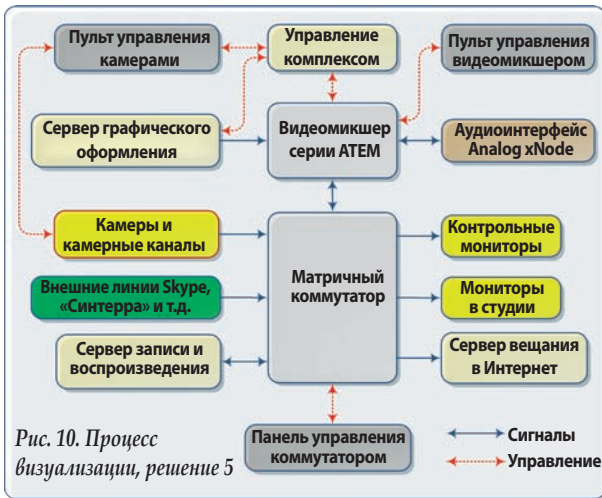 Пульт управления
камерами
Управление
комплексом
Пульт управления
видеомикшером
Сервер графического
оформления
Видеомикшер
серии ATEM
Аудиоинтерфейс
Analog xNode
Камеры и
камерные каналы
Матричный
коммутатор
Контрольные
мониторы
Внешние линии Skype,
«Синтерра» и т.д.
Мониторы
в студии
Сервер записи и
воспроизведения
Сервер вещания
в Интернет
Рис. 10. Процесс
визуализации, решение 5
Панель управления
коммутатором
Сигналы
Управление